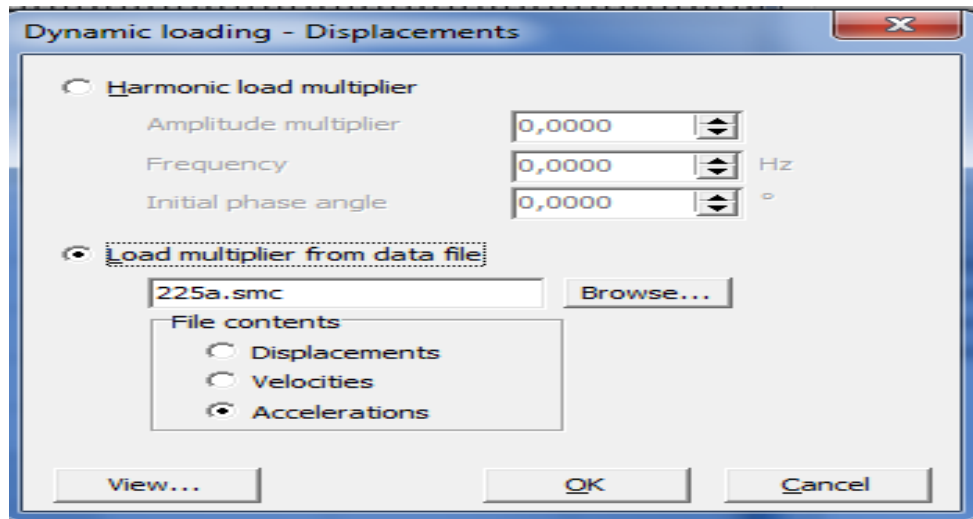 Dynamic loading - Displacements
Harmonic load multiplier
Amplitude multiplier 0,0000
Frequency 0,0000 Hz
Initial phase angle 0,0000 °
Load multiplier from data file
225a.smc Browse...
File contents
Displacements
Velocities
Accelerations
View... OK Cancel